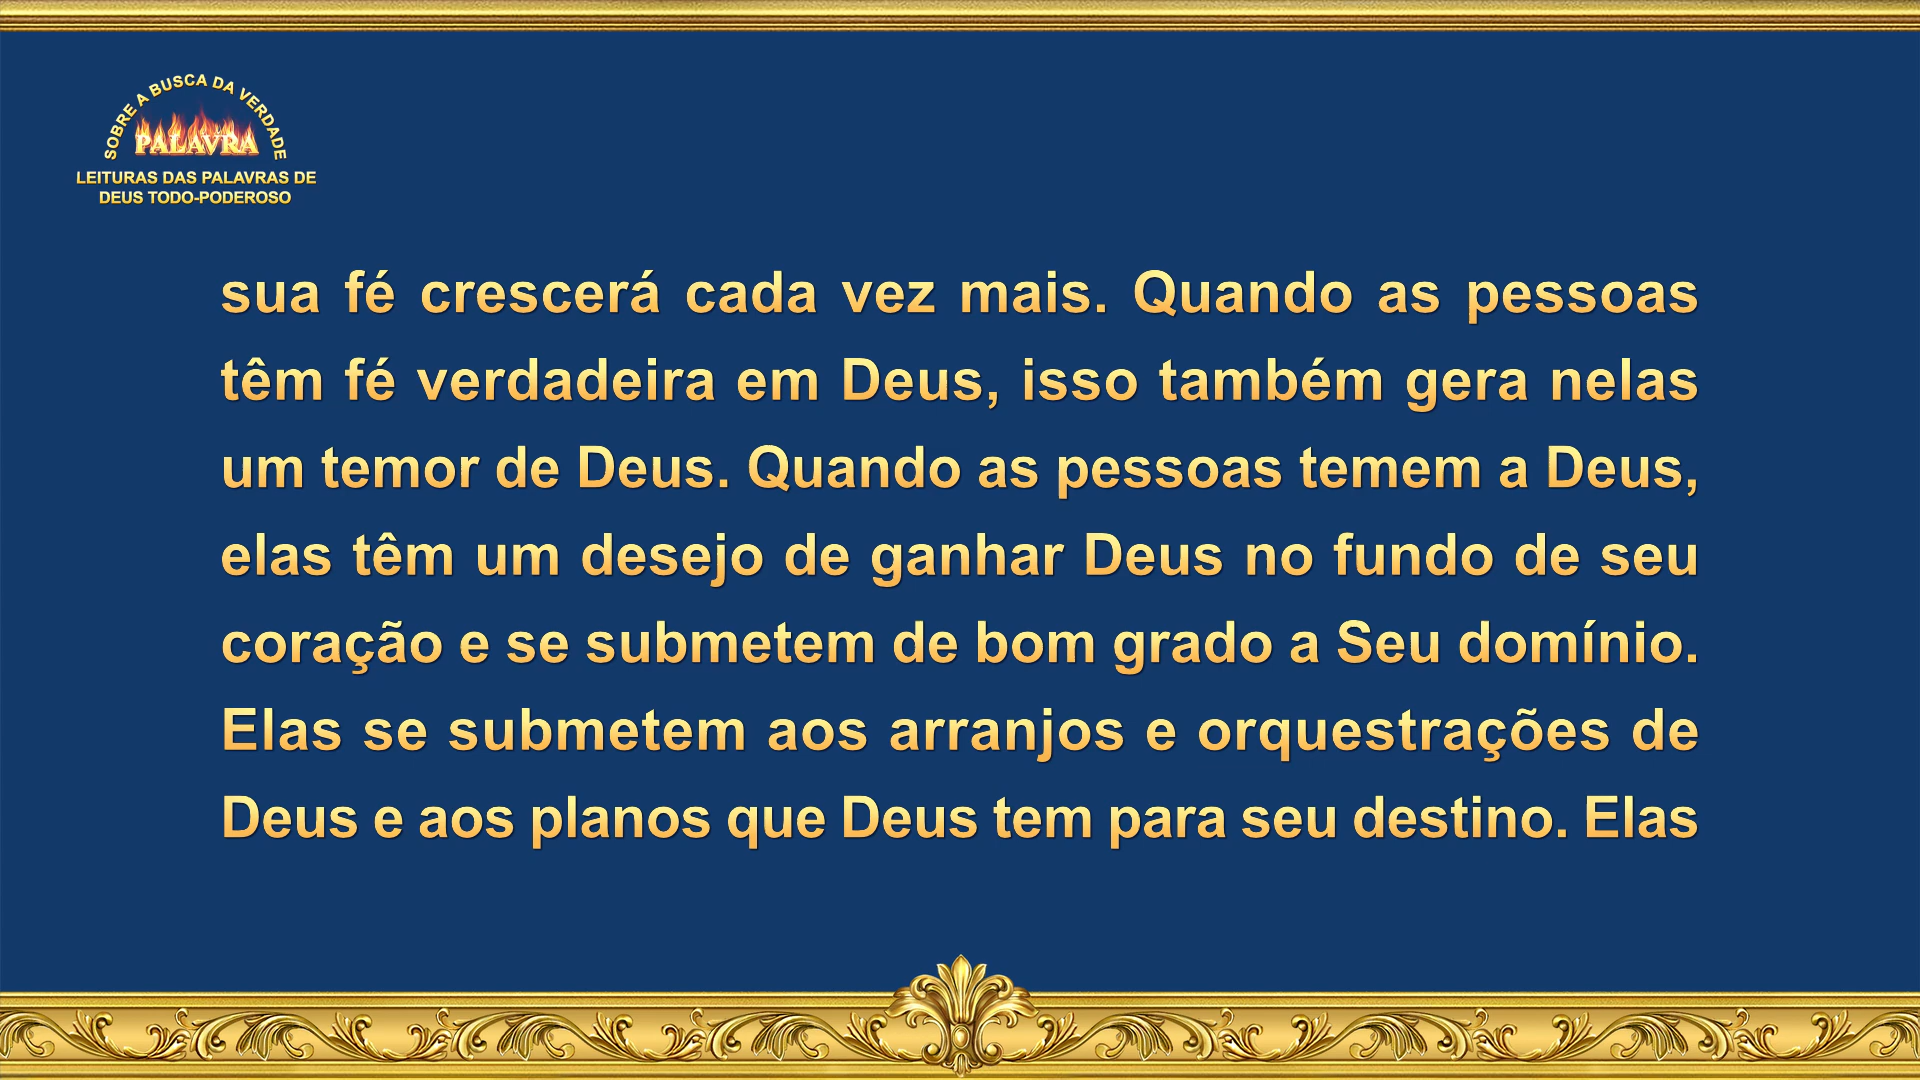 SOBRE A BUSCA DA VERDADE
PALAVRA
LEITURAS DAS PALAVRAS DE
DEUS TODO-PODEROSO
sua fé crescerá cada vez mais. Quando as pessoas
têm fé verdadeira em Deus, isso também gera nelas
um temor de Deus. Quando as pessoas temem a Deus,
elas têm um desejo de ganhar Deus no fundo de seu
coração e se submetem de bom grado a Seu domínio.
Elas se submetem aos arranjos e orquestrações de
Deus e aos planos que Deus tem para seu destino. Elas